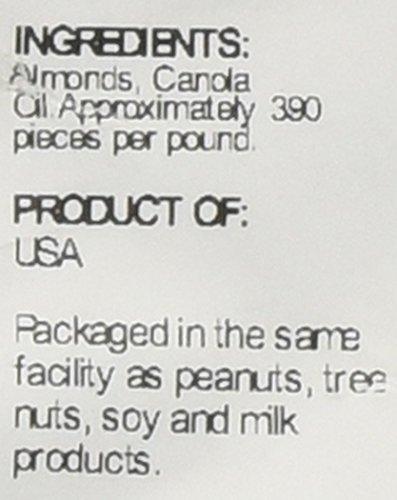 INGREDIENTS:
Almonds, Canola
Oil. Approximately 390
pieces per pound.
PRODUCT OF:
USA
Packaged in the same
facility as peanuts, tree
nuts, soy and milk
products.